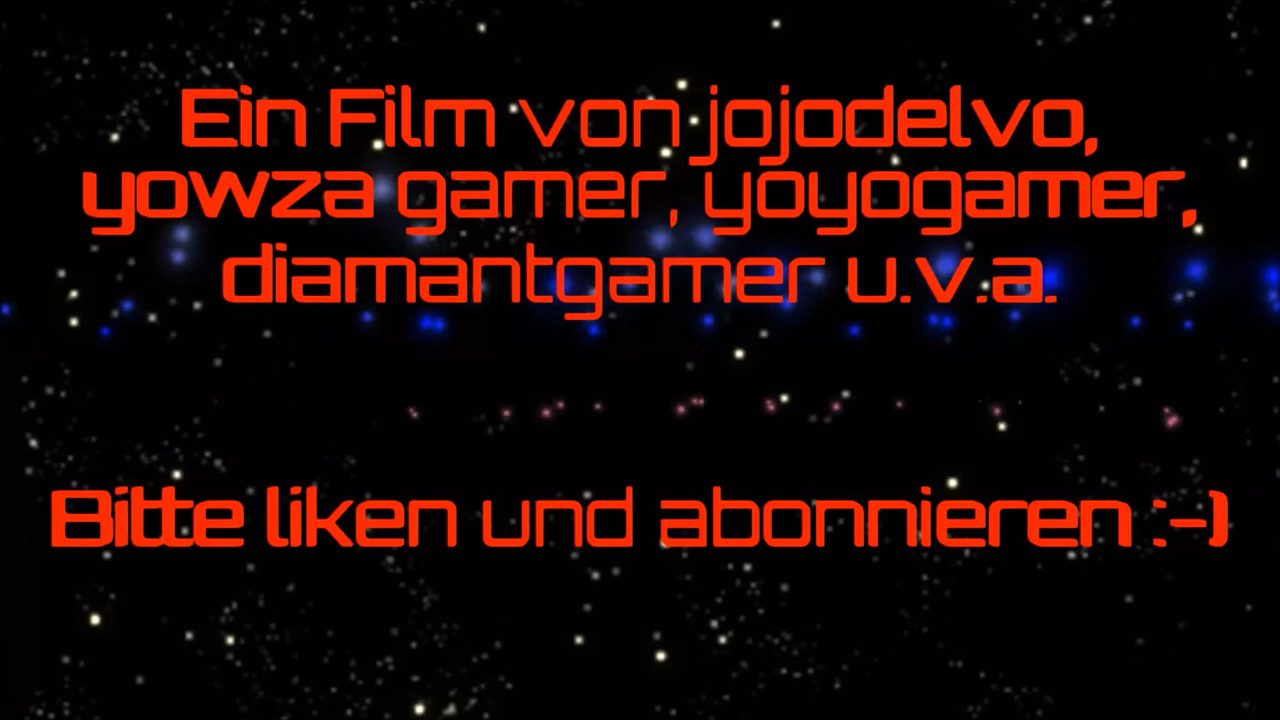 Ein Film von jojodelvo,
yowza gamer, yoyogamer,
diamantgamer u.v.a.
Bitte liken und abonnieren :-)